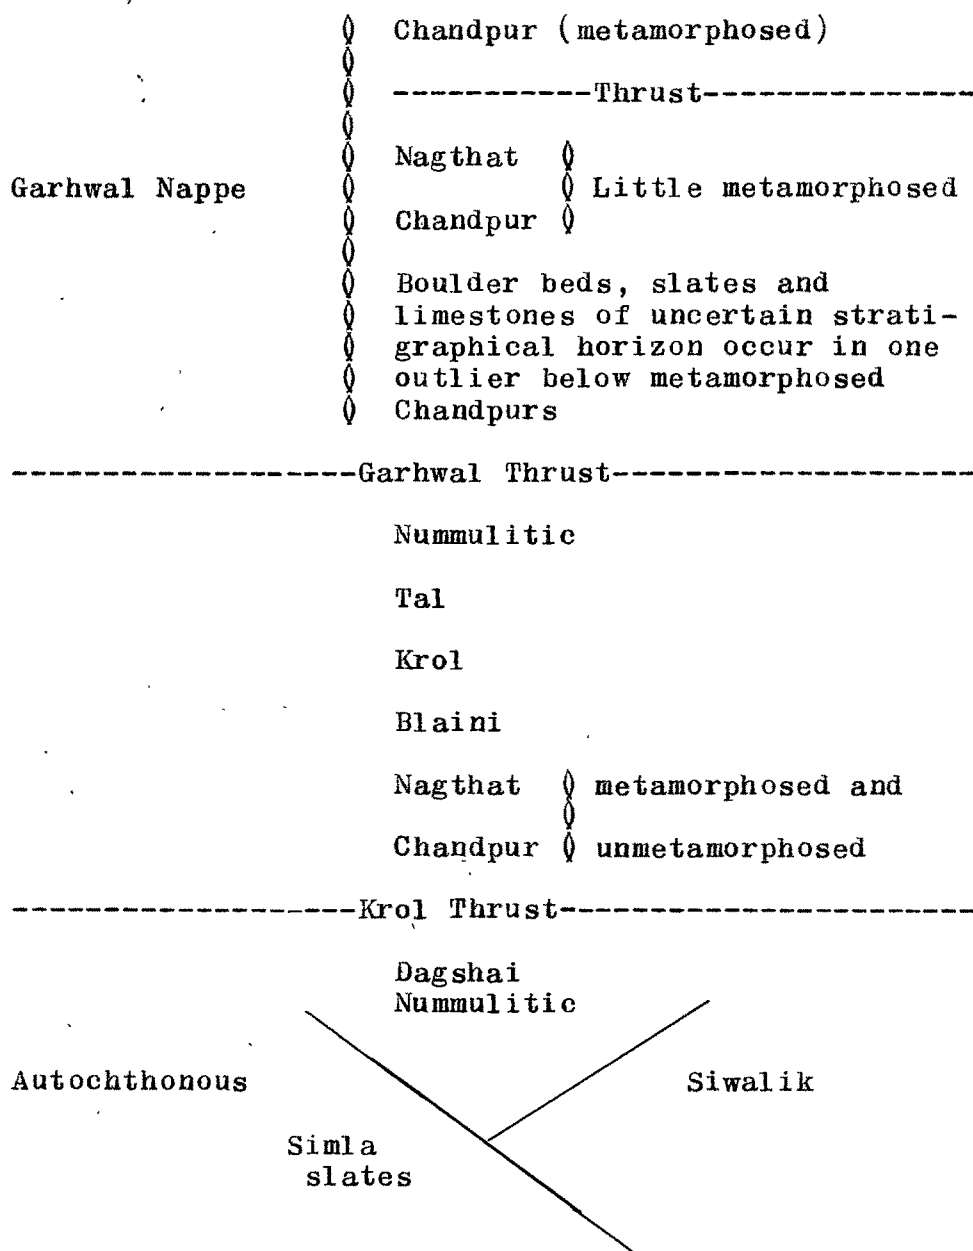 Chandpur (metamorphosed)
-----------Thrust---------------
Nagthat
Garhwal Nappe
Little metamorphosed
Chandpur
Boulder beds, slates and
limestones of uncertain strati-
graphical horizon occur in one
outlier below metamorphosed
Chandpurs
-------------------Garhwal Thrust--------------------
Nummulitic
Tal
Krol
Blaini
Nagthat metamorphosed and
Chandpur unmetamorphosed
-------------------Krol Thrust-----------------------
Dagshai
Nummulitic
Autochthonous Siwalik
Simla
slates